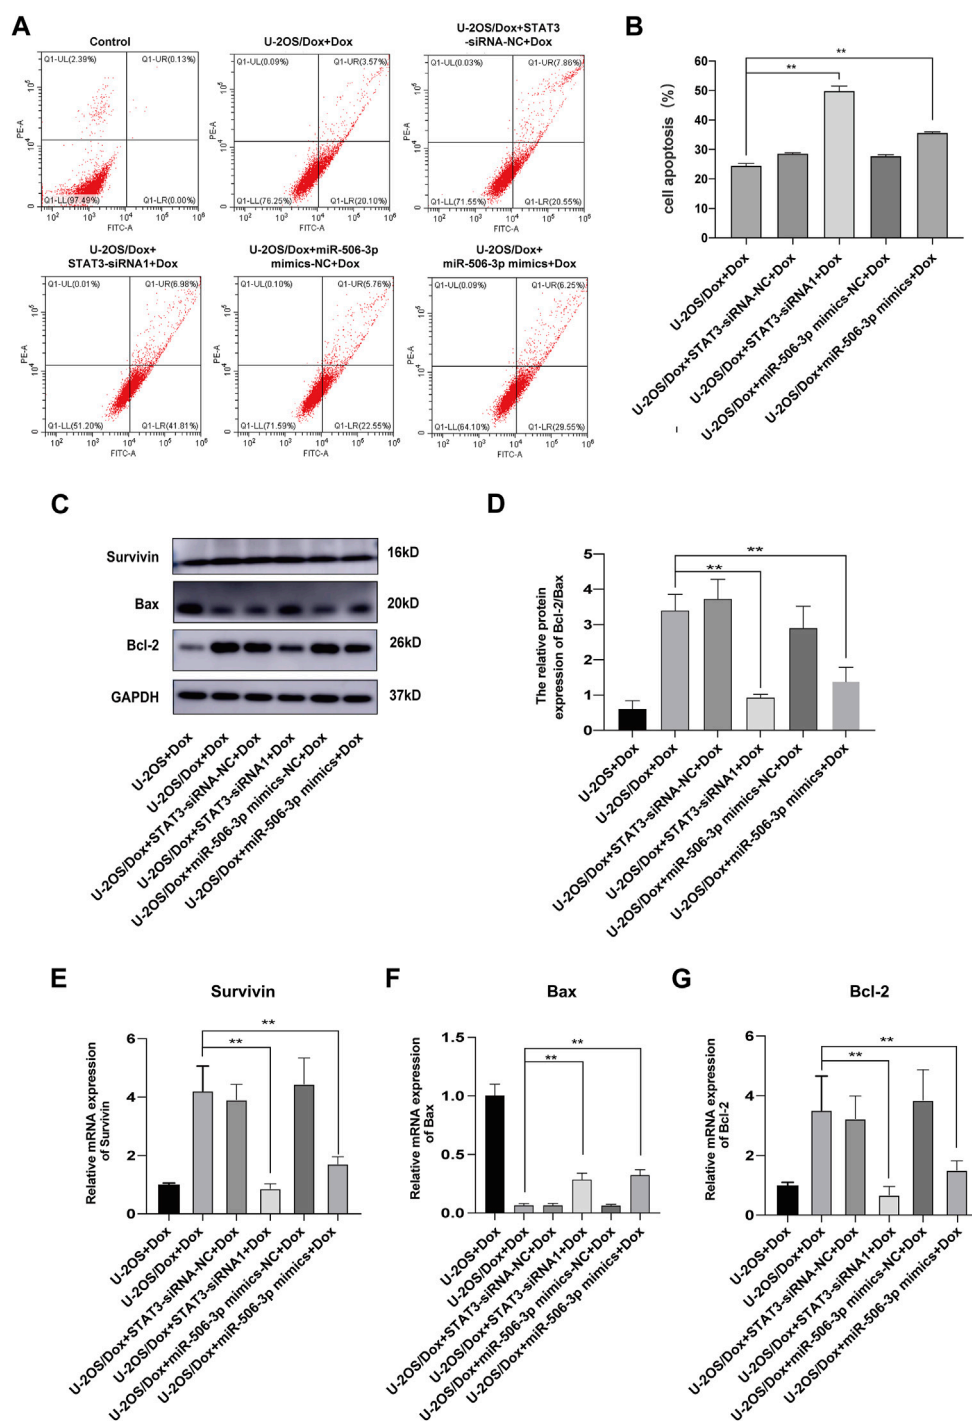 A
Control
Q1-UL(2.39%) Q1-UR(0.13%)
Q1-LL(97.49%) Q1-LR(0.00%)
PE-A
FITC-A
U-2OS/Dox+Dox
Q1-UL(0.09%) Q1-UR(3.57%)
Q1-LL(76.25%) Q1-LR(20.10%)
PE-A
FITC-A
U-2OS/Dox+STAT3
-siRNA-NC+Dox
Q1-UL(0.03%) Q1-UR(7.86%)
Q1-LL(71.55%) Q1-LR(20.55%)
PE-A
FITC-A
U-2OS/Dox+
STAT3-siRNA1+Dox
Q1-UL(0.01%) Q1-UR(6.98%)
Q1-LL(51.20%) Q1-LR(41.81%)
PE-A
FITC-A
U-2OS/Dox+miR-506-3p
mimics-NC+Dox
Q1-UL(0.10%) Q1-UR(5.76%)
Q1-LL(71.59%) Q1-LR(22.55%)
PE-A
FITC-A
U-2OS/Dox+
miR-506-3p mimics+Dox
Q1-UL(0.09%) Q1-UR(6.25%)
Q1-LL(64.10%) Q1-LR(29.55%)
PE-A
FITC-A
B
cell apoptosis (%)
60
50
40
30
20
10
0
**
**
U-2OS/Dox+Dox
U-2OS/Dox+STAT3-siRNA-NC+Dox
U-2OS/Dox+STAT3-siRNA1+Dox
U-2OS/Dox+miR-506-3p mimics-NC+Dox
U-2OS/Dox+miR-506-3p mimics+Dox
C
Survivin 16kD
Bax 20kD
Bcl-2 26kD
GAPDH 37kD
U-2OS+Dox
U-2OS/Dox+Dox
U-2OS/Dox+STAT3-siRNA-NC+Dox
U-2OS/Dox+STAT3-siRNA1+Dox
U-2OS/Dox+miR-506-3p mimics-NC+Dox
U-2OS/Dox+miR-506-3p mimics+Dox
D
The relative protein
expression of Bcl-2/Bax
5
4
3
2
1
0
**
**
U-2OS+Dox
U-2OS/Dox+Dox
U-2OS/Dox+STAT3-siRNA-NC+Dox
U-2OS/Dox+STAT3-siRNA1+Dox
U-2OS/Dox+miR-506-3p mimics-NC+Dox
U-2OS/Dox+miR-506-3p mimics+Dox
E
Survivin
Relative mRNA expression
of Survivin
6
4
2
0
**
**
U-2OS+Dox
U-2OS/Dox+Dox
U-2OS/Dox+STAT3-siRNA-NC+Dox
U-2OS/Dox+STAT3-siRNA1+Dox
U-2OS/Dox+miR-506-3p mimics-NC+Dox
U-2OS/Dox+miR-506-3p mimics+Dox
F
Bax
Relative mRNA expression
of Bax
1.5
1.0
0.5
0.0
**
**
U-2OS+Dox
U-2OS/Dox+Dox
U-2OS/Dox+STAT3-siRNA-NC+Dox
U-2OS/Dox+STAT3-siRNA1+Dox
U-2OS/Dox+miR-506-3p mimics-NC+Dox
U-2OS/Dox+miR-506-3p mimics+Dox
G
Bcl-2
Relative mRNA expression
of Bcl-2
6
4
2
0
**
**
U-2OS+Dox
U-2OS/Dox+Dox
U-2OS/Dox+STAT3-siRNA-NC+Dox
U-2OS/Dox+STAT3-siRNA1+Dox
U-2OS/Dox+miR-506-3p mimics-NC+Dox
U-2OS/Dox+miR-506-3p mimics+Dox